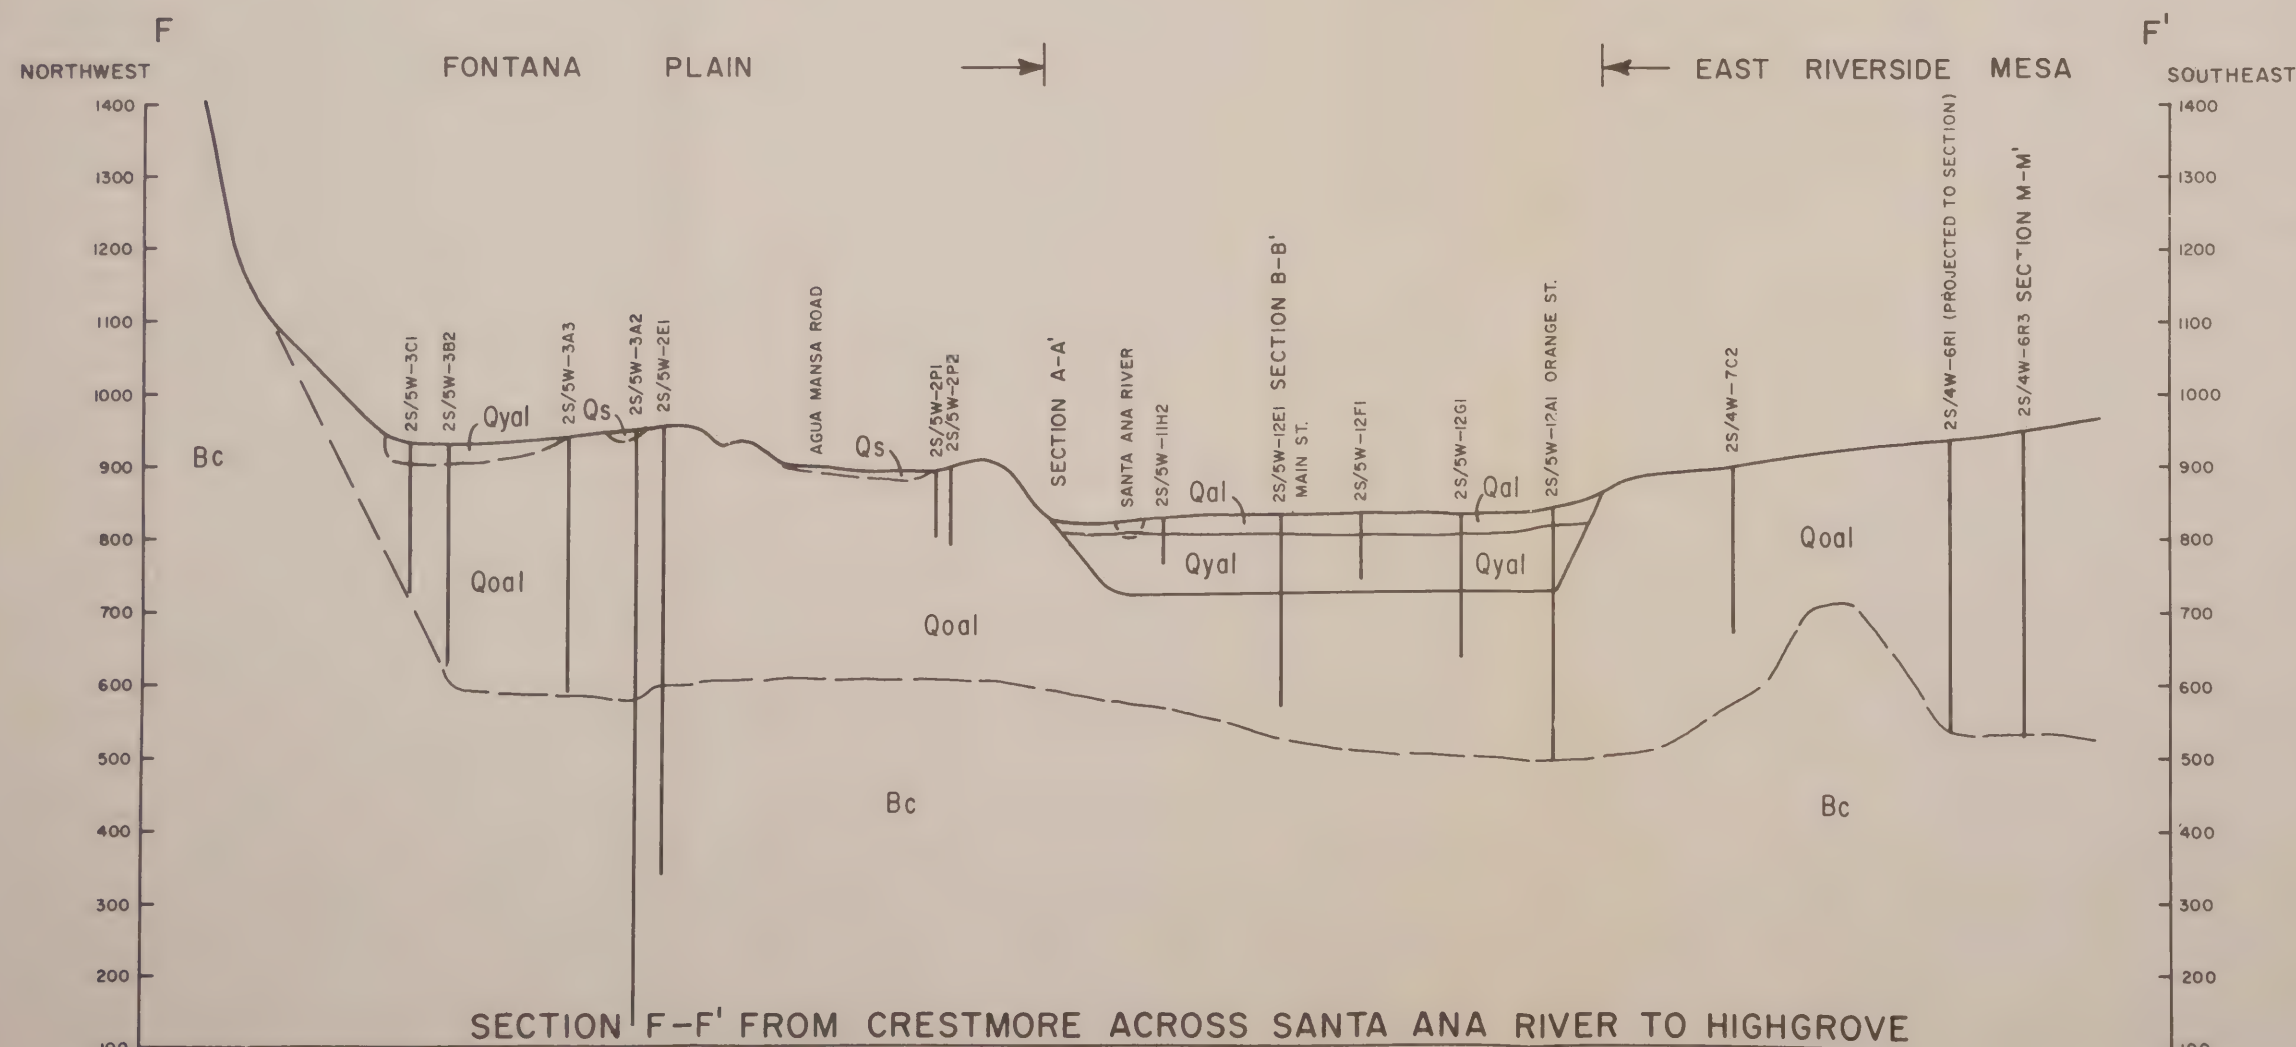 F
F'
NORTHWEST
FONTANA PLAIN
EAST RIVERSIDE MESA
SOUTHEAST
1400
1300
1200
1100
1000
900
800
700
600
500
400
300
200
100
1400
1300
1200
1100
1000
900
800
700
600
500
400
300
200
100
2S/5W-3C1
2S/5W-3B2
2S/5W-3A3
2S/5W-3A2
2S/5W-2E1
AGUA MANSA ROAD
2S/5W-2P1
2S/5W-2P2
SECTION A-A'
SANTA ANA RIVER
2S/5W-11H2
2S/5W-12E1 SECTION B-B'
MAIN ST.
2S/5W-12F1
2S/5W-12G1
2S/5W-12A1 ORANGE ST.
2S/4W-7C2
2S/4W-6R1 (PROJECTED TO SECTION)
2S/4W-6R3 SECTION M-M'
Qyal
Qs
Qs
Qal
Qal
Bc
Qoal
Qyal
Qyal
Qoal
Qoal
Bc
Bc
SECTION F-F' FROM CRESTMORE ACROSS SANTA ANA RIVER TO HIGHGROVE